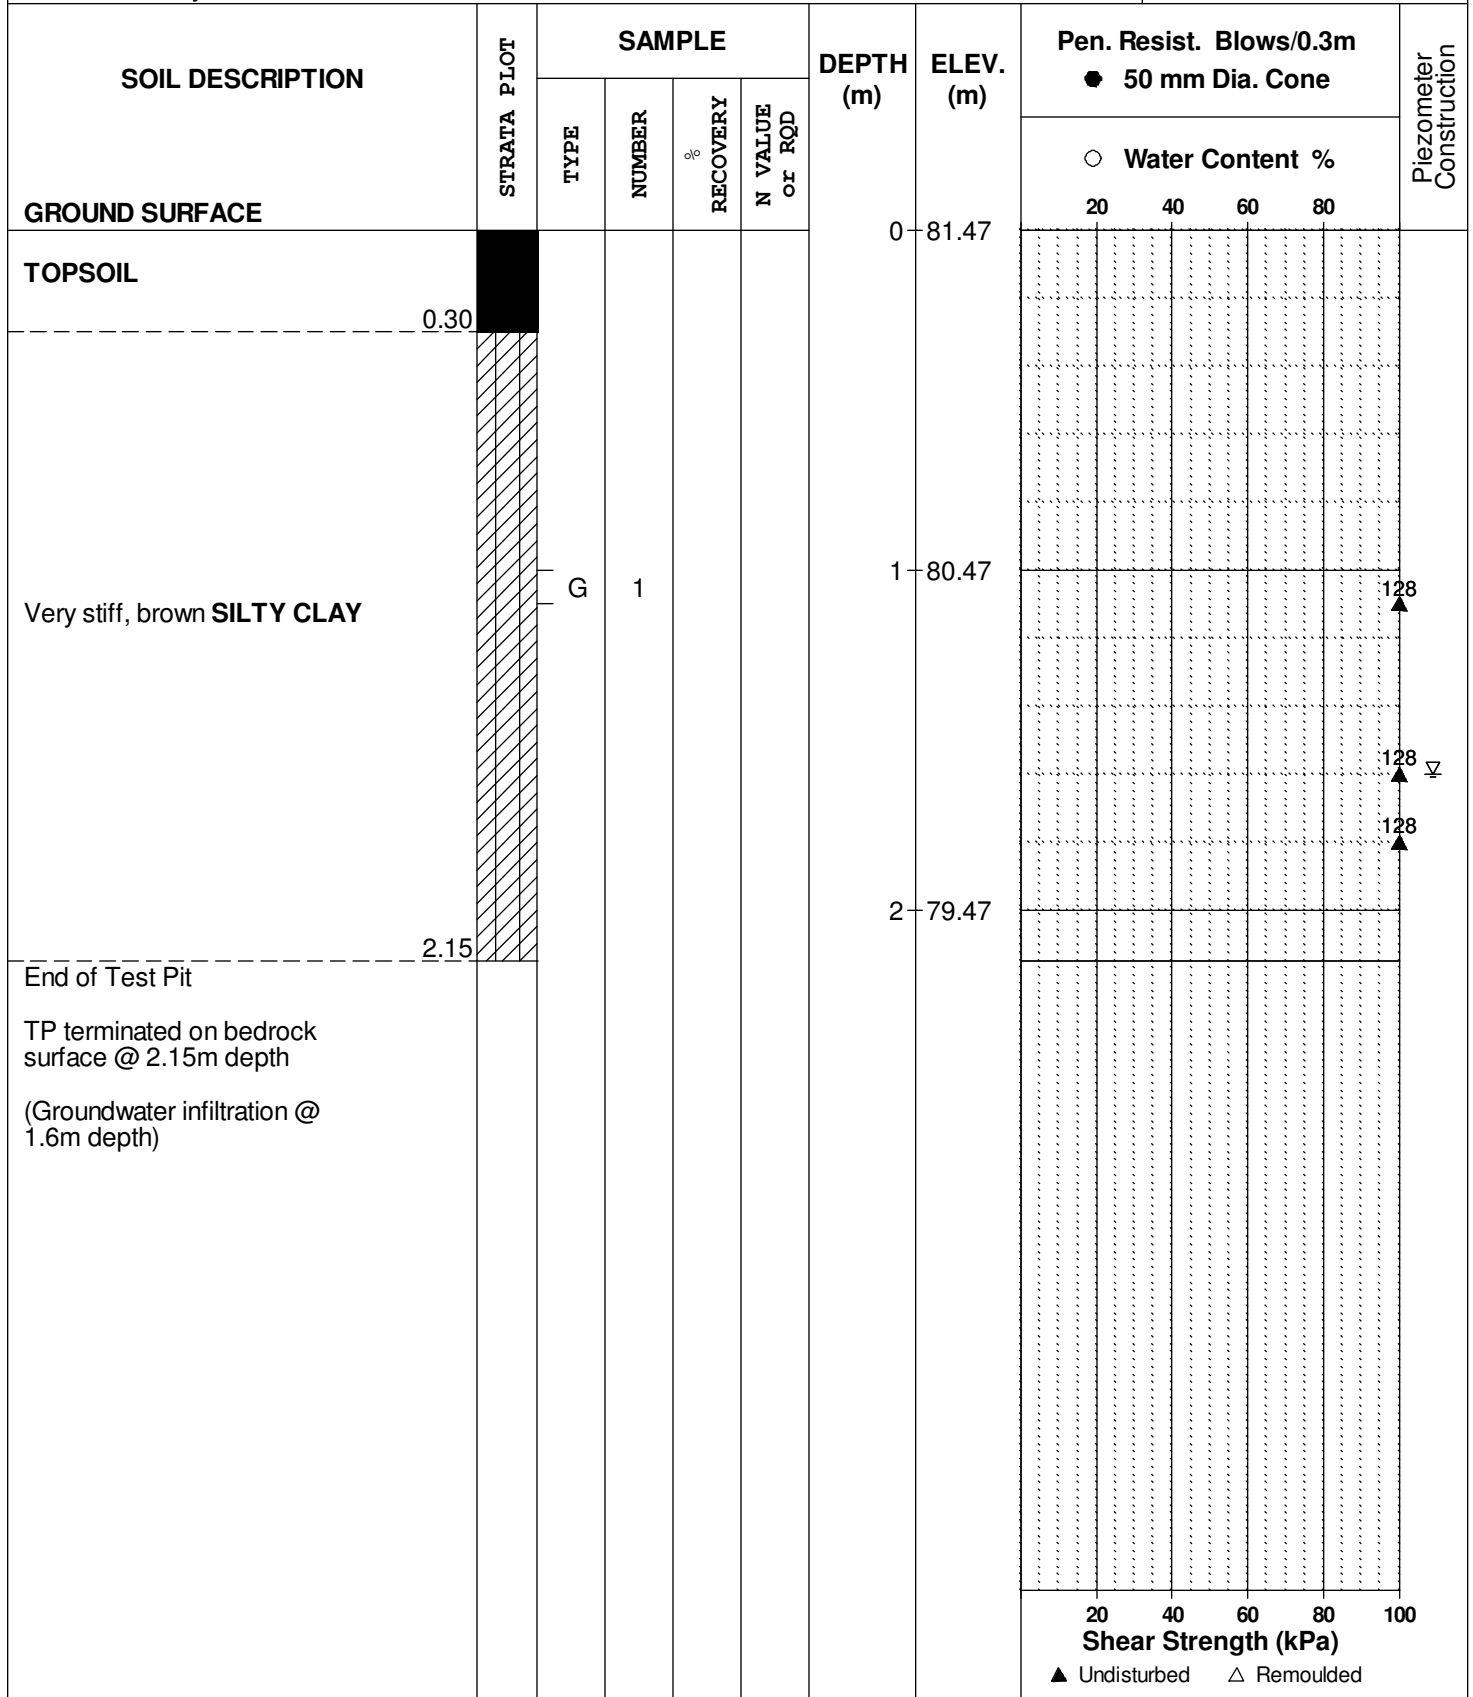 SOIL DESCRIPTION
GROUND SURFACE
STRATA PLOT
SAMPLE
TYPE
NUMBER
%
RECOVERY
N VALUE
or RQD
DEPTH
(m)
ELEV.
(m)
Pen. Resist. Blows/0.3m
● 50 mm Dia. Cone
○ Water Content %
20 40 60 80
Piezometer
Construction
0 81.47
TOPSOIL
0.30
1 80.47
G 1
128
Very stiff, brown SILTY CLAY
128
128
2 79.47
2.15
End of Test Pit
TP terminated on bedrock
surface @ 2.15m depth
(Groundwater infiltration @
1.6m depth)
20 40 60 80 100
Shear Strength (kPa)
▲ Undisturbed △ Remoulded